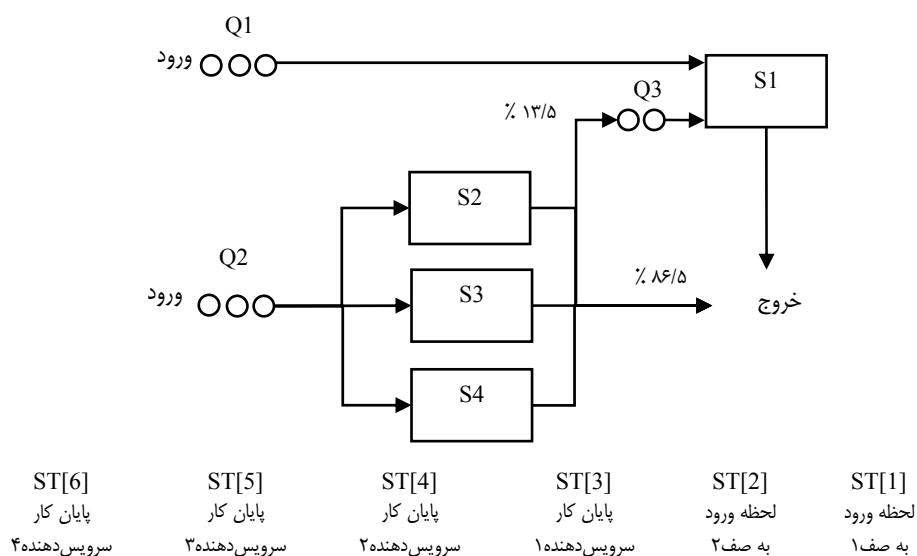 Q1
ورود
S1
Q3
٪ ۱۳/۵
S2
Q2
ورود
S3
٪ ۸۶/۵
خروج
S4
ST[6] ST[5] ST[4] ST[3] ST[2] ST[1]
لحظه ورود لحظه ورود پایان کار پایان کار پایان کار پایان کار
به صف۱ به صف۲ سرویس‌دهنده۱ سرویس‌دهنده۲ سرویس‌دهنده۳ سرویس‌دهنده۴